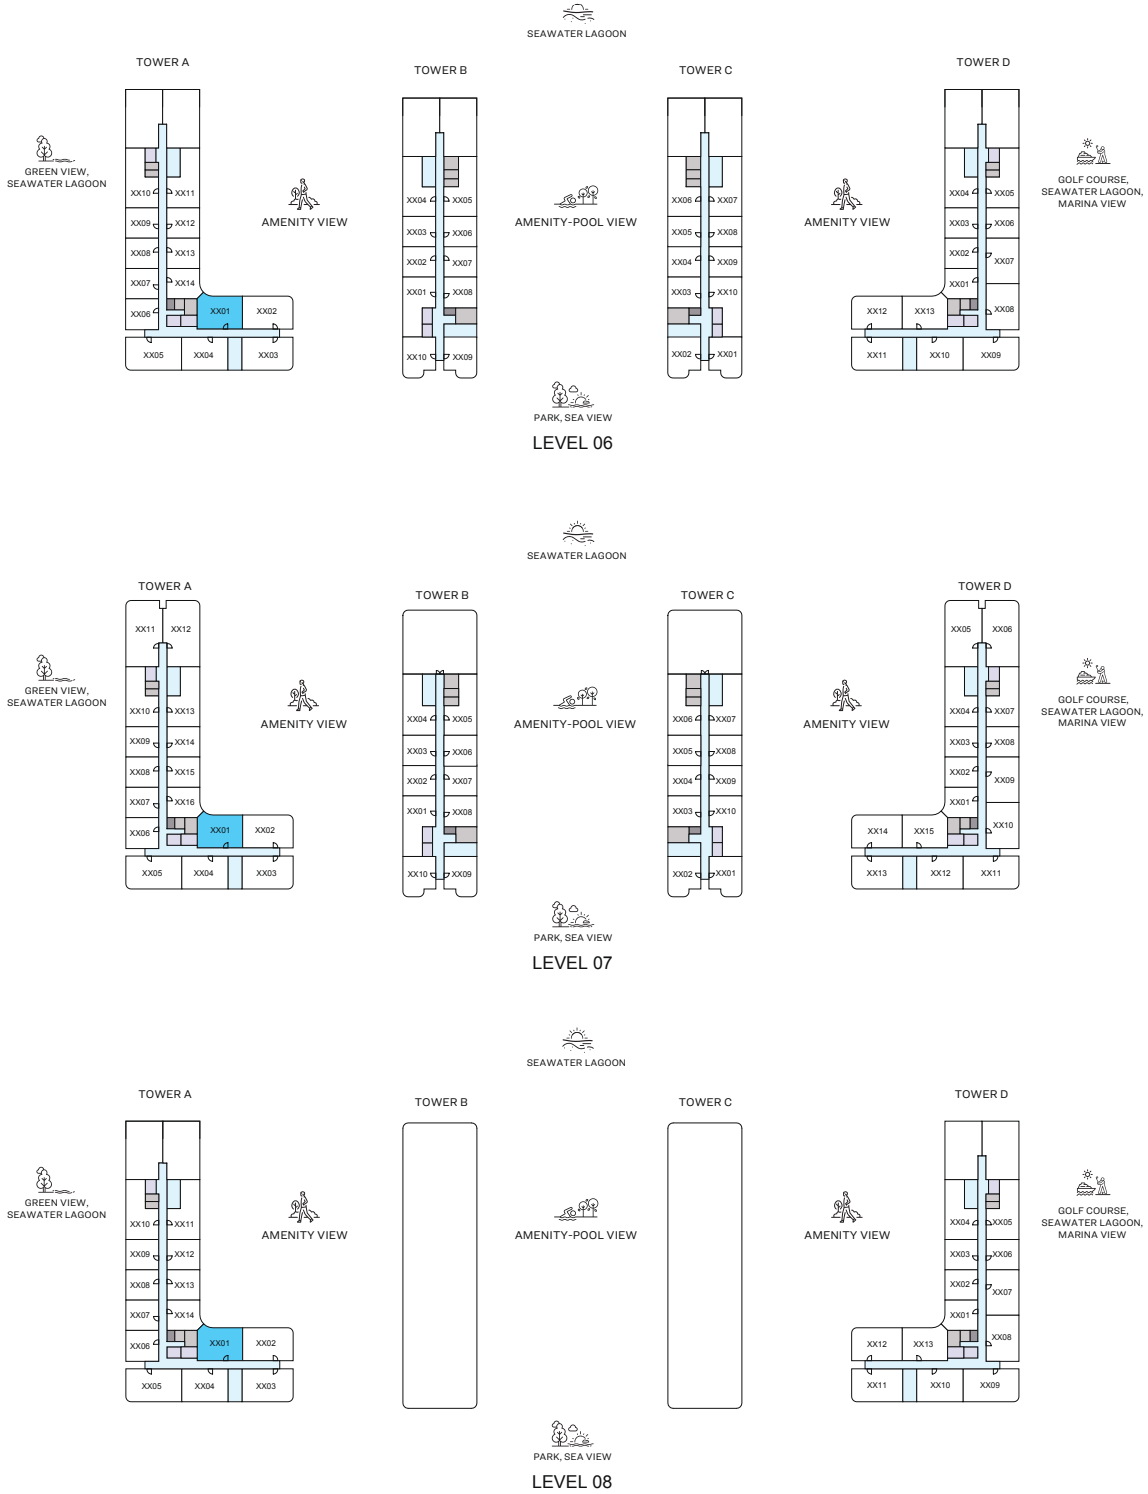 SEAWATER LAGOON
TOWER A
TOWER B
TOWER C
TOWER D
GREEN VIEW,
SEAWATER LAGOON
AMENITY VIEW
AMENITY-POOL VIEW
AMENITY VIEW
GOLF COURSE,
SEAWATER LAGOON,
MARINA VIEW
XX10 XX11
XX09 XX12
XX08 XX13
XX07 XX14
XX06 XX01 XX02
XX05 XX04 XX03
XX04 XX05
XX03 XX06
XX02 XX07
XX01 XX08
XX10 XX09
XX06 XX07
XX05 XX08
XX04 XX09
XX03 XX10
XX02 XX01
XX04 XX05
XX03 XX06
XX02 XX07
XX01
XX12 XX13 XX08
XX11 XX10 XX09
PARK, SEA VIEW
LEVEL 06
SEAWATER LAGOON
TOWER A
TOWER B
TOWER C
TOWER D
GREEN VIEW,
SEAWATER LAGOON
AMENITY VIEW
AMENITY-POOL VIEW
AMENITY VIEW
GOLF COURSE,
SEAWATER LAGOON,
MARINA VIEW
XX11 XX12
XX10 XX13
XX09 XX14
XX08 XX15
XX07 XX16
XX06 XX01 XX02
XX05 XX04 XX03
XX04 XX05
XX03 XX06
XX02 XX07
XX01 XX08
XX10 XX09
XX06 XX07
XX05 XX08
XX04 XX09
XX03 XX10
XX02 XX01
XX05 XX06
XX04 XX07
XX03 XX08
XX02 XX09
XX01
XX14 XX15 XX10
XX13 XX12 XX11
PARK, SEA VIEW
LEVEL 07
SEAWATER LAGOON
TOWER A
TOWER B
TOWER C
TOWER D
GREEN VIEW,
SEAWATER LAGOON
AMENITY VIEW
AMENITY-POOL VIEW
AMENITY VIEW
GOLF COURSE,
SEAWATER LAGOON,
MARINA VIEW
XX10 XX11
XX09 XX12
XX08 XX13
XX07 XX14
XX06 XX01 XX02
XX05 XX04 XX03
XX04 XX05
XX03 XX06
XX02 XX07
XX01
XX12 XX13 XX08
XX11 XX10 XX09
PARK, SEA VIEW
LEVEL 08